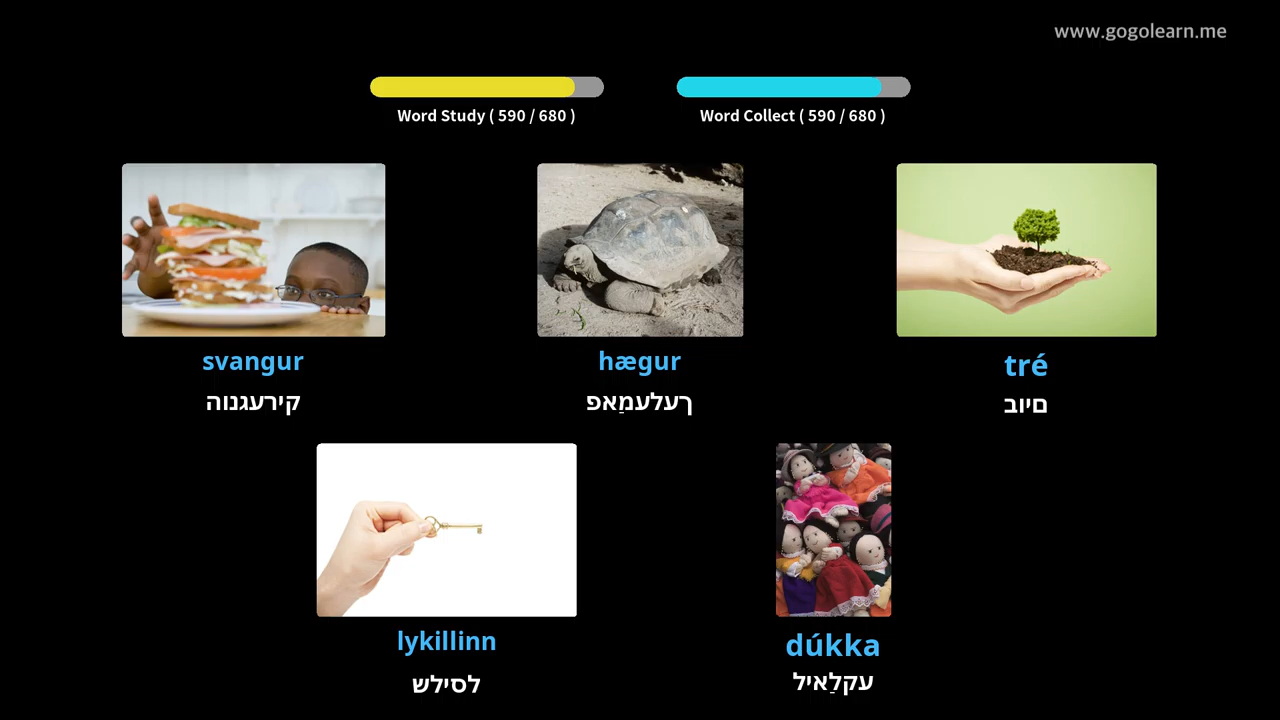 www.gogolearn.me
Word Study ( 590 / 680 )
Word Collect ( 590 / 680 )
svangur
קירעגנוה
hægur
ךעלעמַאפ
tré
םיוב
lykillinn
לסילש
dúkka
עקלַאיל